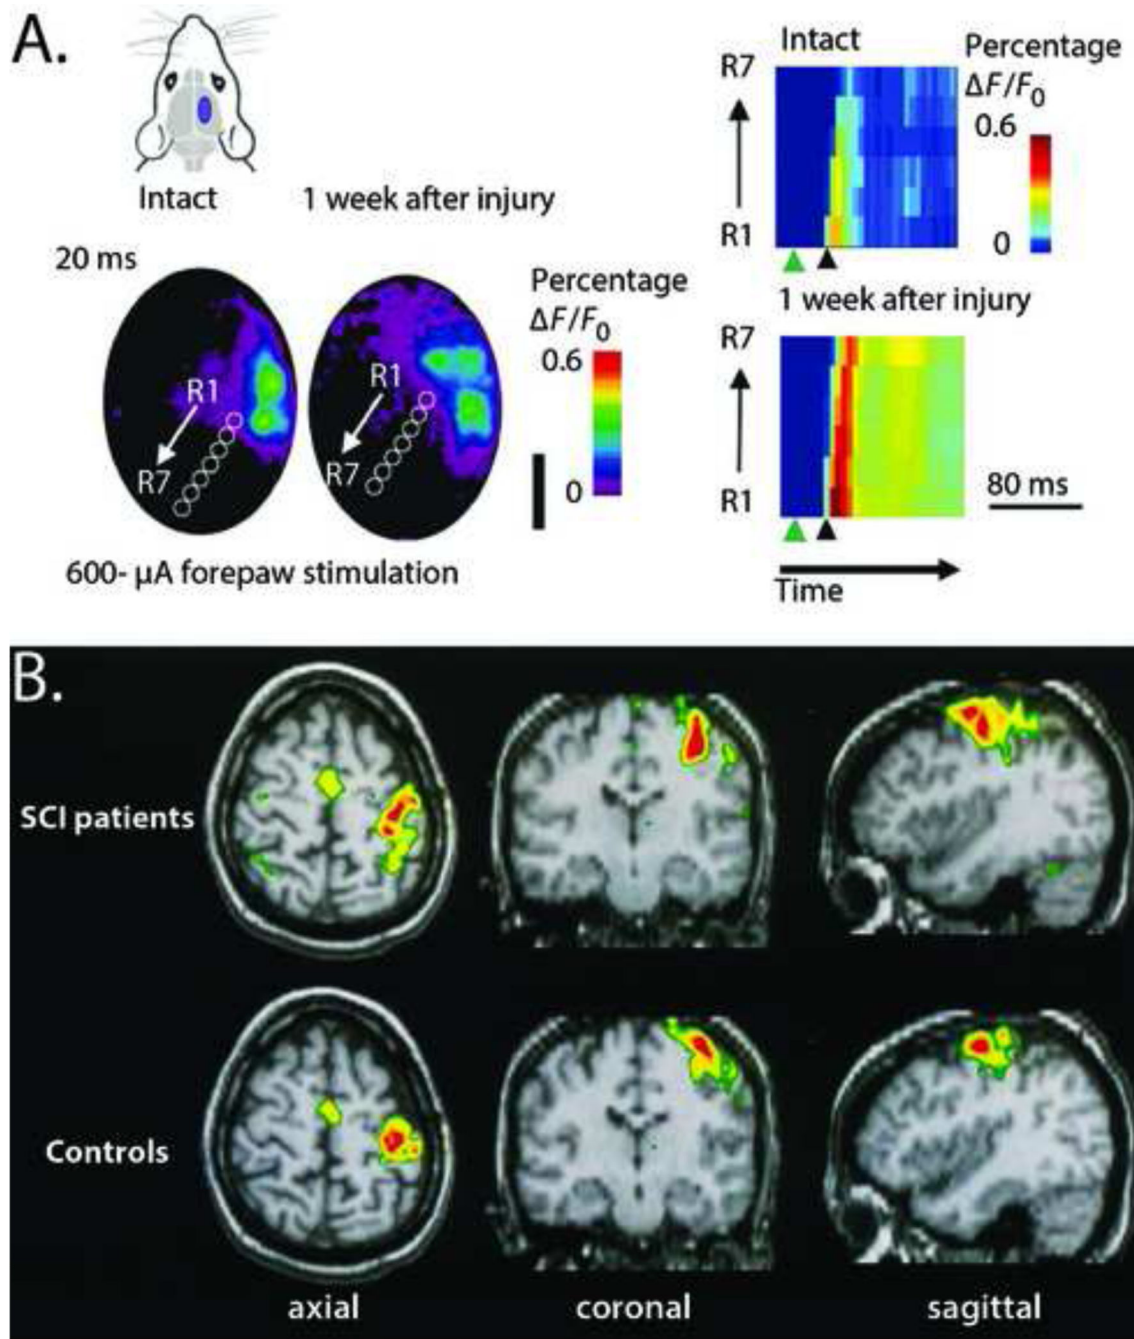 A.
Intact
1 week after injury
20 ms
R1
R7
R1
R7
Percentage
ΔF/F0
0.6
0
600- µA forepaw stimulation
Intact
R7
R1
Percentage
ΔF/F0
0.6
0
1 week after injury
R7
R1
80 ms
Time
B.
SCI patients
Controls
axial
coronal
sagittal